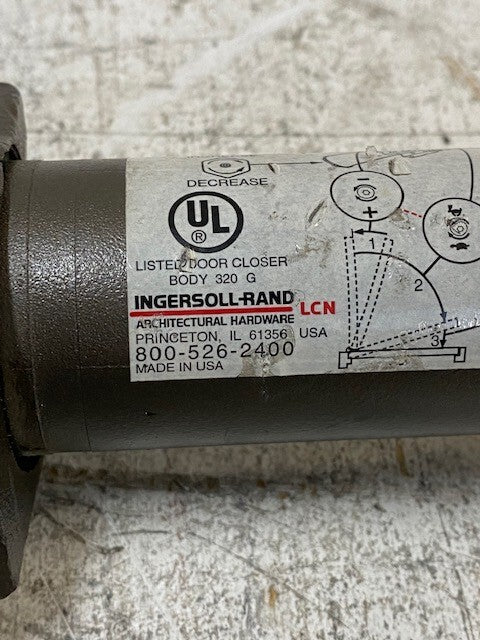 DECREASE
UL
®
LISTED DOOR CLOSER
BODY 320 G
INGERSOLL-RAND LCN
ARCHITECTURAL HARDWARE
PRINCETON, IL 61356 USA
800-526-2400
MADE IN USA
−
+
1
2
3